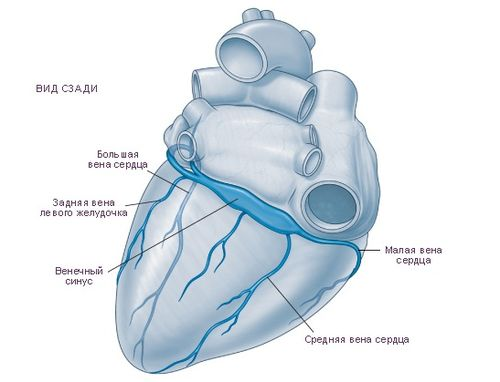 ВИД СЗАДИ
Большая
вена сердца
Задняя вена
левого желудочка
Венечный
синус
Малая вена
сердца
Средняя вена сердца